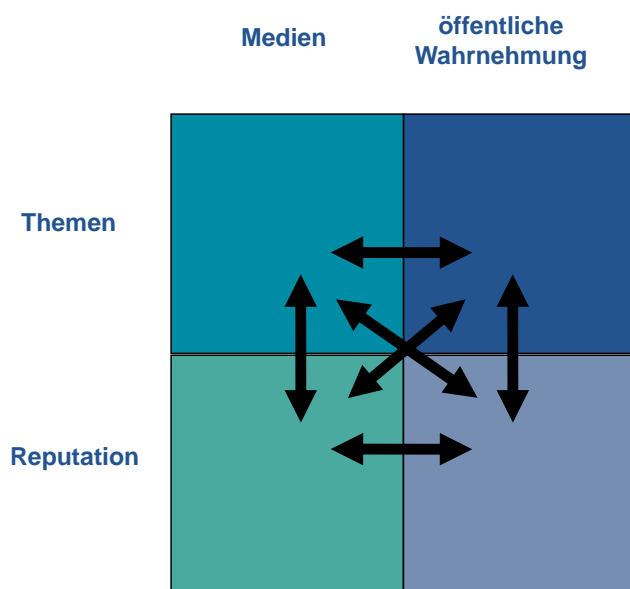 Medien
öffentliche
Wahrnehmung
Themen
Reputation